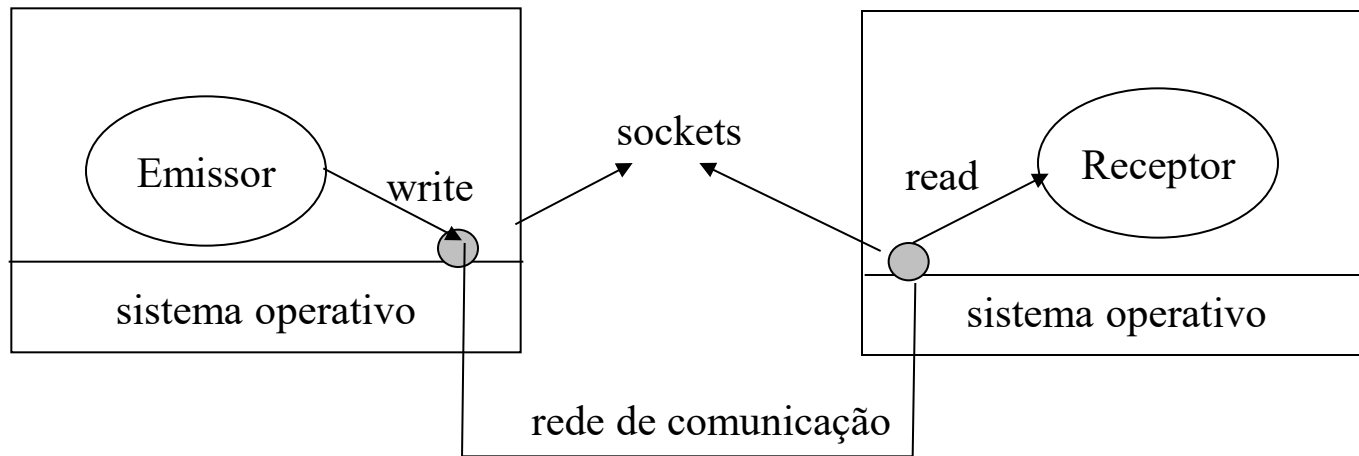 sockets
Emissor
write
read
Receptor
sistema operativo
sistema operativo
rede de comunicação